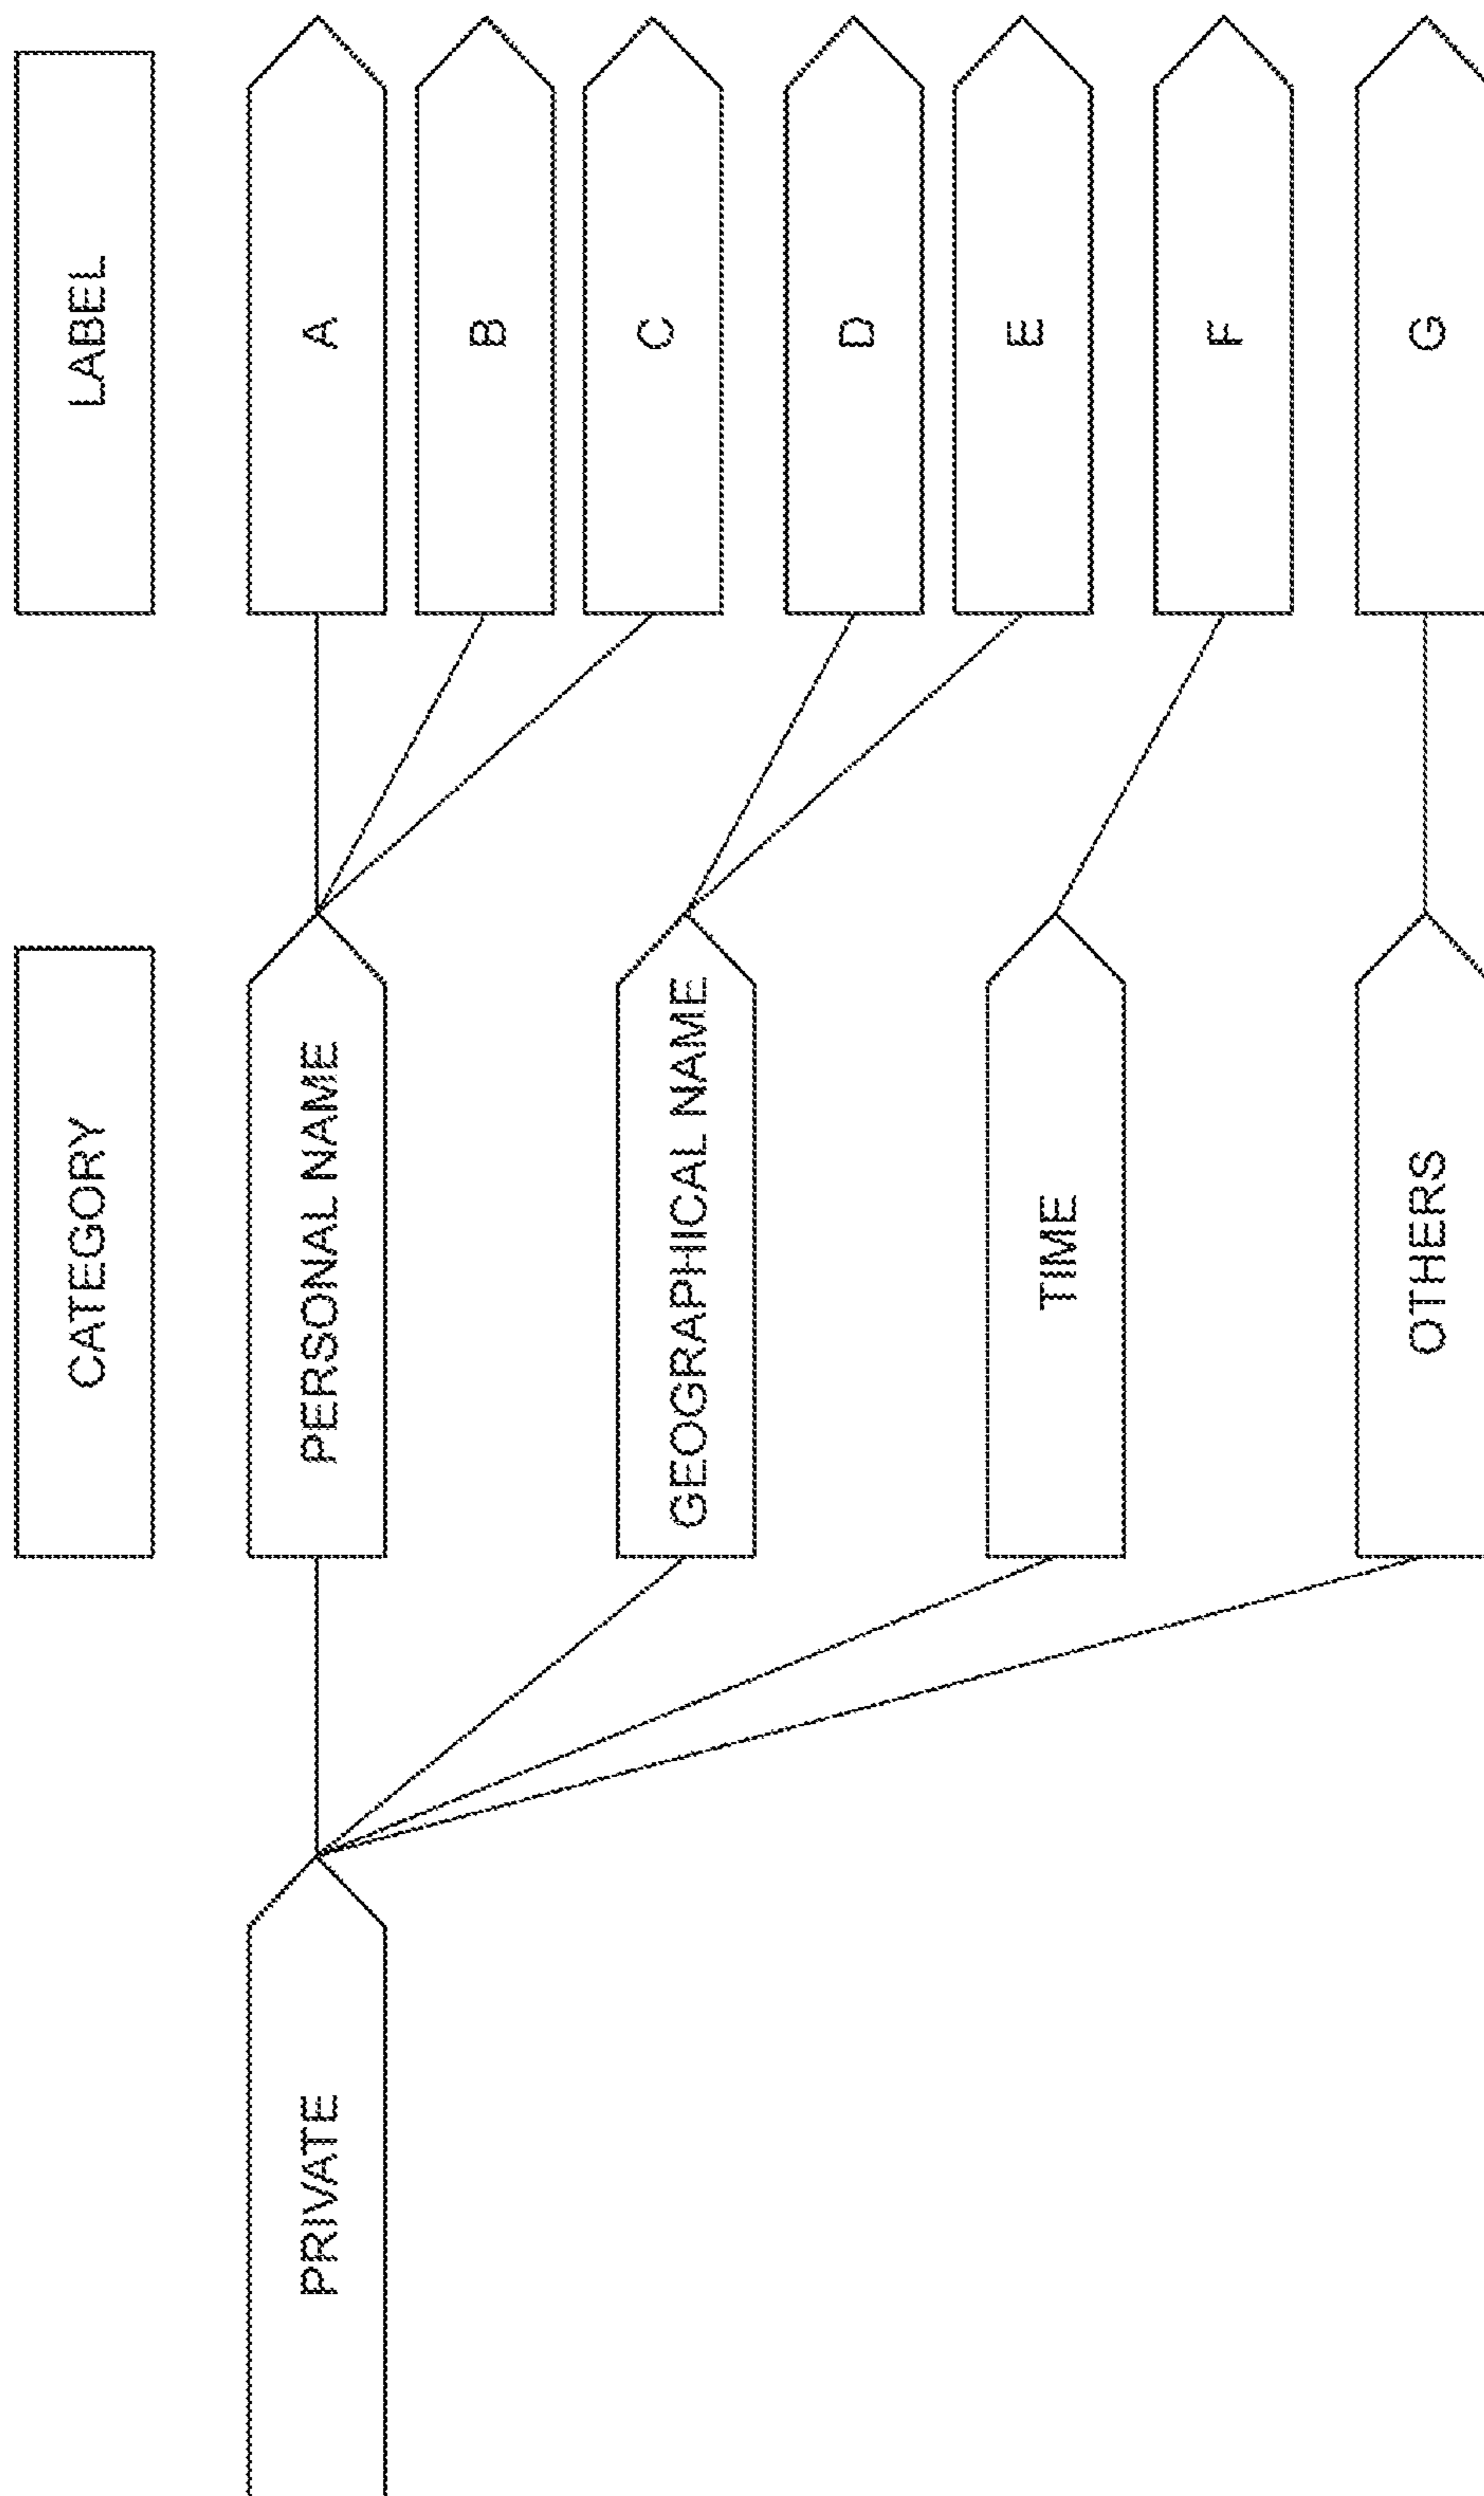 CATEGORY
LABEL
PRIVATE
PERSONAL NAME
A
B
C
GEOGRAPHICAL NAME
D
E
TIME
F
OTHERS
G